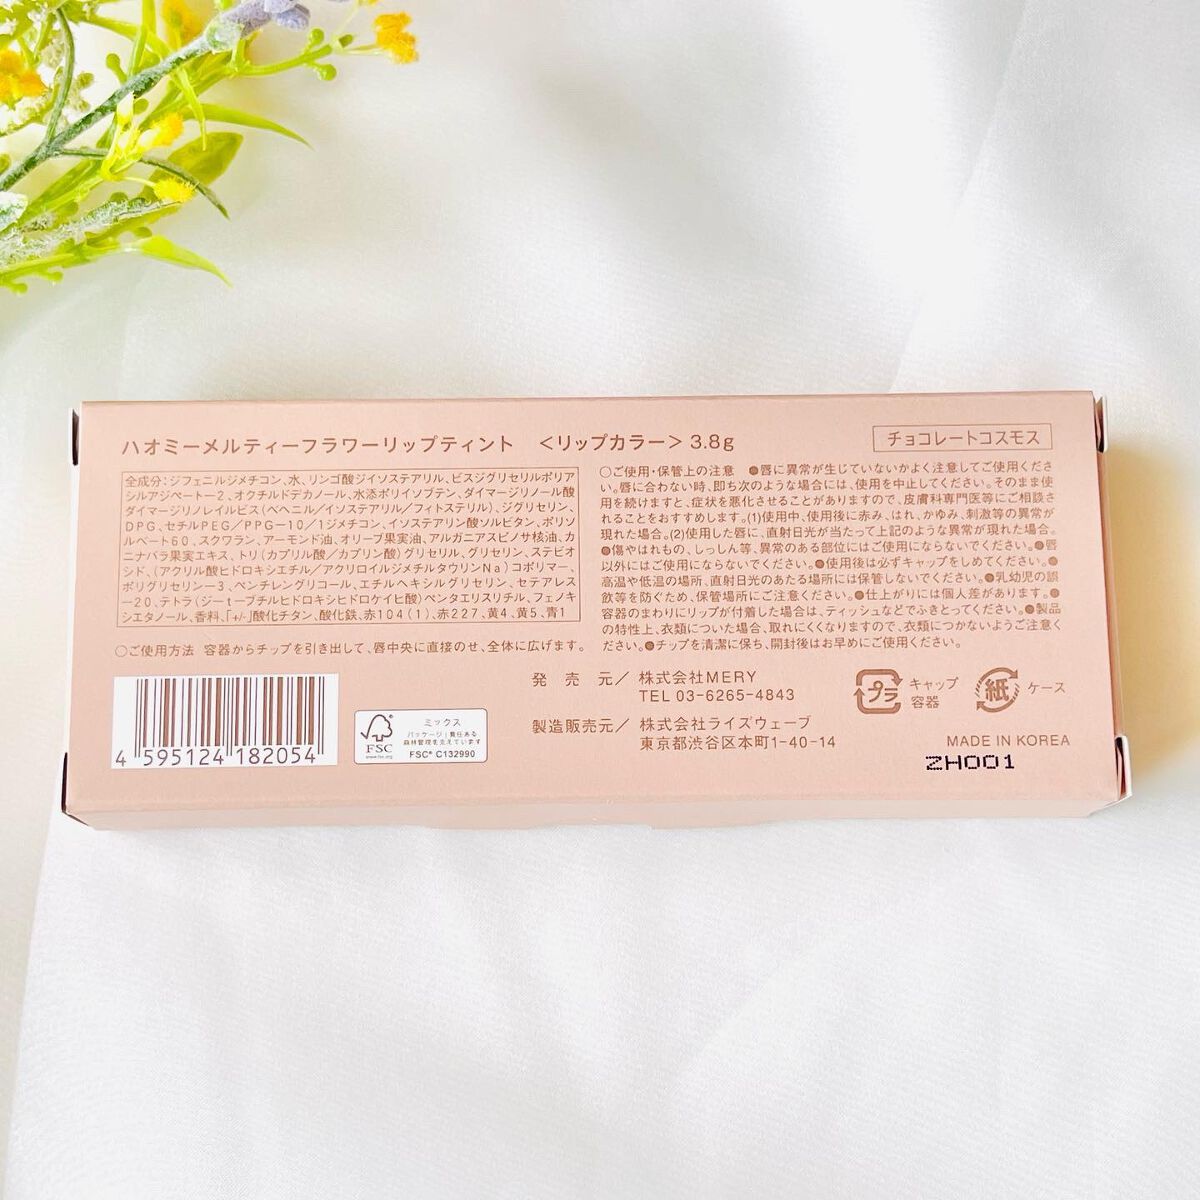 ハオミーメルティーフラワーリップティント　＜リップカラー＞3.8g
チョコレートコスモス
全成分：ジフェニルジメチコン、水、リンゴ酸ジイソステアリル、ビスジグリセリルポリア
シルアジペート－2、オクチルドデカノール、水添ポリイソブテン、ダイマージリノール酸
ダイマージリノレイルビス（ベヘニル／イソステアリル／フィトステリル）、ジグリセリン、
DPG、セチルPEG／PPG－10／1ジメチコン、イソステアリン酸ソルビタン、ポリソ
ルベート60、スクワラン、アーモンド油、オリーブ果実油、アルガニアスピノサ核油、カ
ニナバラ果実エキス、トリ（カプリル酸／カプリン酸）グリセリル、グリセリン、ステビオ
シド、（アクリル酸ヒドロキシエチル／アクリロイルジメチルタウリンNa）コポリマー、
ポリグリセリン－3、ペンチレングリコール、エチルヘキシルグリセリン、セテアレス
－20、テトラ（ジ－t－ブチルヒドロキシヒドロケイヒ酸）ペンタエリスリチル、フェノキ
シエタノール、香料、「+/-」酸化チタン、酸化鉄、赤104（1）、赤227、黄4、黄5、青1
○ご使用方法　容器からチップを引き出して、唇中央に直接のせ、全体に広げます。
○ご使用・保管上の注意　●唇に異常が生じていないかよく注意してご使用くだ
さい。唇に合わない時、即ち次のような場合には、使用を中止してください。そのまま使
用を続けますと、症状を悪化させることがありますので、皮膚科専門医等にご相談さ
れることをおすすめします。(1)使用中、使用後に赤み、はれ、かゆみ、刺激等の異常が
現れた場合。(2)使用した唇に、直射日光が当たって上記のような異常が現れた場合。
●傷やはれもの、しっしん等、異常のある部位にはご使用にならないでください。●唇
以外にはご使用にならないでください。●使用後は必ずキャップをしめてください。●
高温や低温の場所、直射日光のあたる場所には保管しないでください。●乳幼児の誤
飲等を防ぐため、保管場所にご注意ください。●仕上がりには個人差があります。●
容器のまわりにリップが付着した場合は、ティッシュなどでふきとってください。●製品
の特性上、衣類についた場合、取れにくくなりますので、衣類につかないようご注意く
ださい。●チップを清潔に保ち、開封後はお早めにご使用ください。
発　売　元／ 株式会社MERY
TEL 03-6265-4843
製造販売元／ 株式会社ライズウェーブ
東京都渋谷区本町1-40-14
プラ
キャップ
容器
紙
ケース
MADE IN KOREA
ZH001
4 595124 182054
FSC
www.fsc.org
ミックス
パッケージ｜責任ある
森林管理を支えています
FSC® C132990